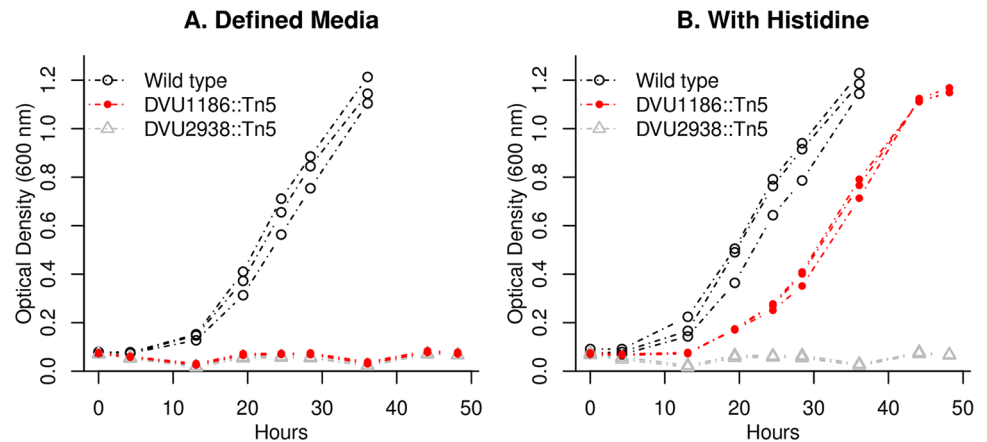 A. Defined Media
Optical Density (600 nm)
0.0 0.2 0.4 0.6 0.8 1.0 1.2
Wild type
DVU1186::Tn5
DVU2938::Tn5
0 10 20 30 40 50
Hours
B. With Histidine
Optical Density (600 nm)
0.0 0.2 0.4 0.6 0.8 1.0 1.2
Wild type
DVU1186::Tn5
DVU2938::Tn5
0 10 20 30 40 50
Hours